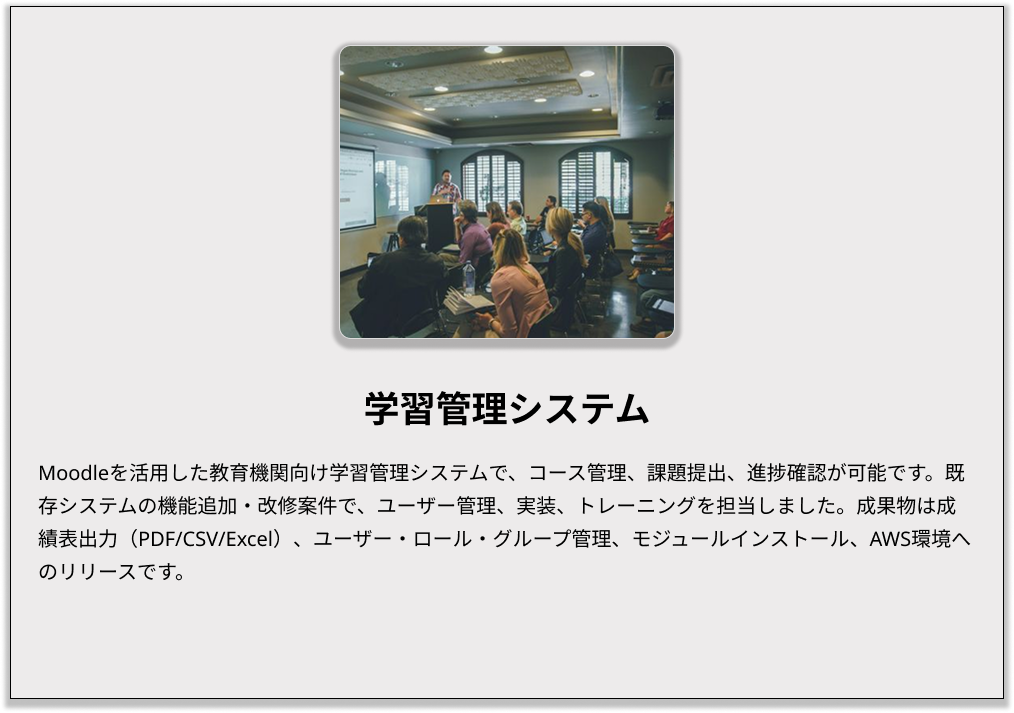 学習管理システム
Moodleを活用した教育機関向け学習管理システムで、コース管理、課題提出、進捗確認が可能です。既
存システムの機能追加・改修案件で、ユーザー管理、実装、トレーニングを担当しました。成果物は成
績表出力（PDF/CSV/Excel）、ユーザー・ロール・グループ管理、モジュールインストール、AWS環境へ
のリリースです。